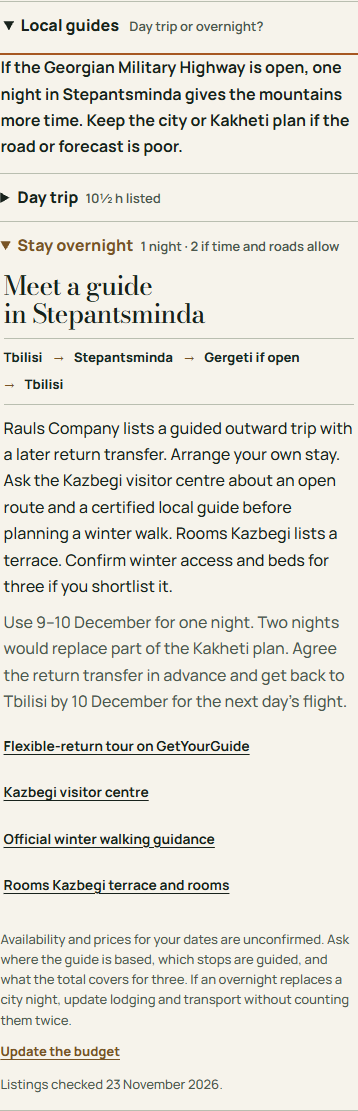 ▼ Local guides Day trip or overnight?
If the Georgian Military Highway is open, one
night in Stepantsminda gives the mountains
more time. Keep the city or Kakheti plan if the
road or forecast is poor.
▶ Day trip 10½ h listed
▼ Stay overnight 1 night · 2 if time and roads allow
Meet a guide
in Stepantsminda
Tbilisi → Stepantsminda → Gergeti if open
→ Tbilisi
Rauls Company lists a guided outward trip with
a later return transfer. Arrange your own stay.
Ask the Kazbegi visitor centre about an open
route and a certified local guide before
planning a winter walk. Rooms Kazbegi lists a
terrace. Confirm winter access and beds for
three if you shortlist it.
Use 9–10 December for one night. Two nights
would replace part of the Kakheti plan. Agree
the return transfer in advance and get back to
Tbilisi by 10 December for the next day's flight.
Flexible-return tour on GetYourGuide
Kazbegi visitor centre
Official winter walking guidance
Rooms Kazbegi terrace and rooms
Availability and prices for your dates are unconfirmed. Ask
where the guide is based, which stops are guided, and
what the total covers for three. If an overnight replaces a
city night, update lodging and transport without counting
them twice.
Update the budget
Listings checked 23 November 2026.